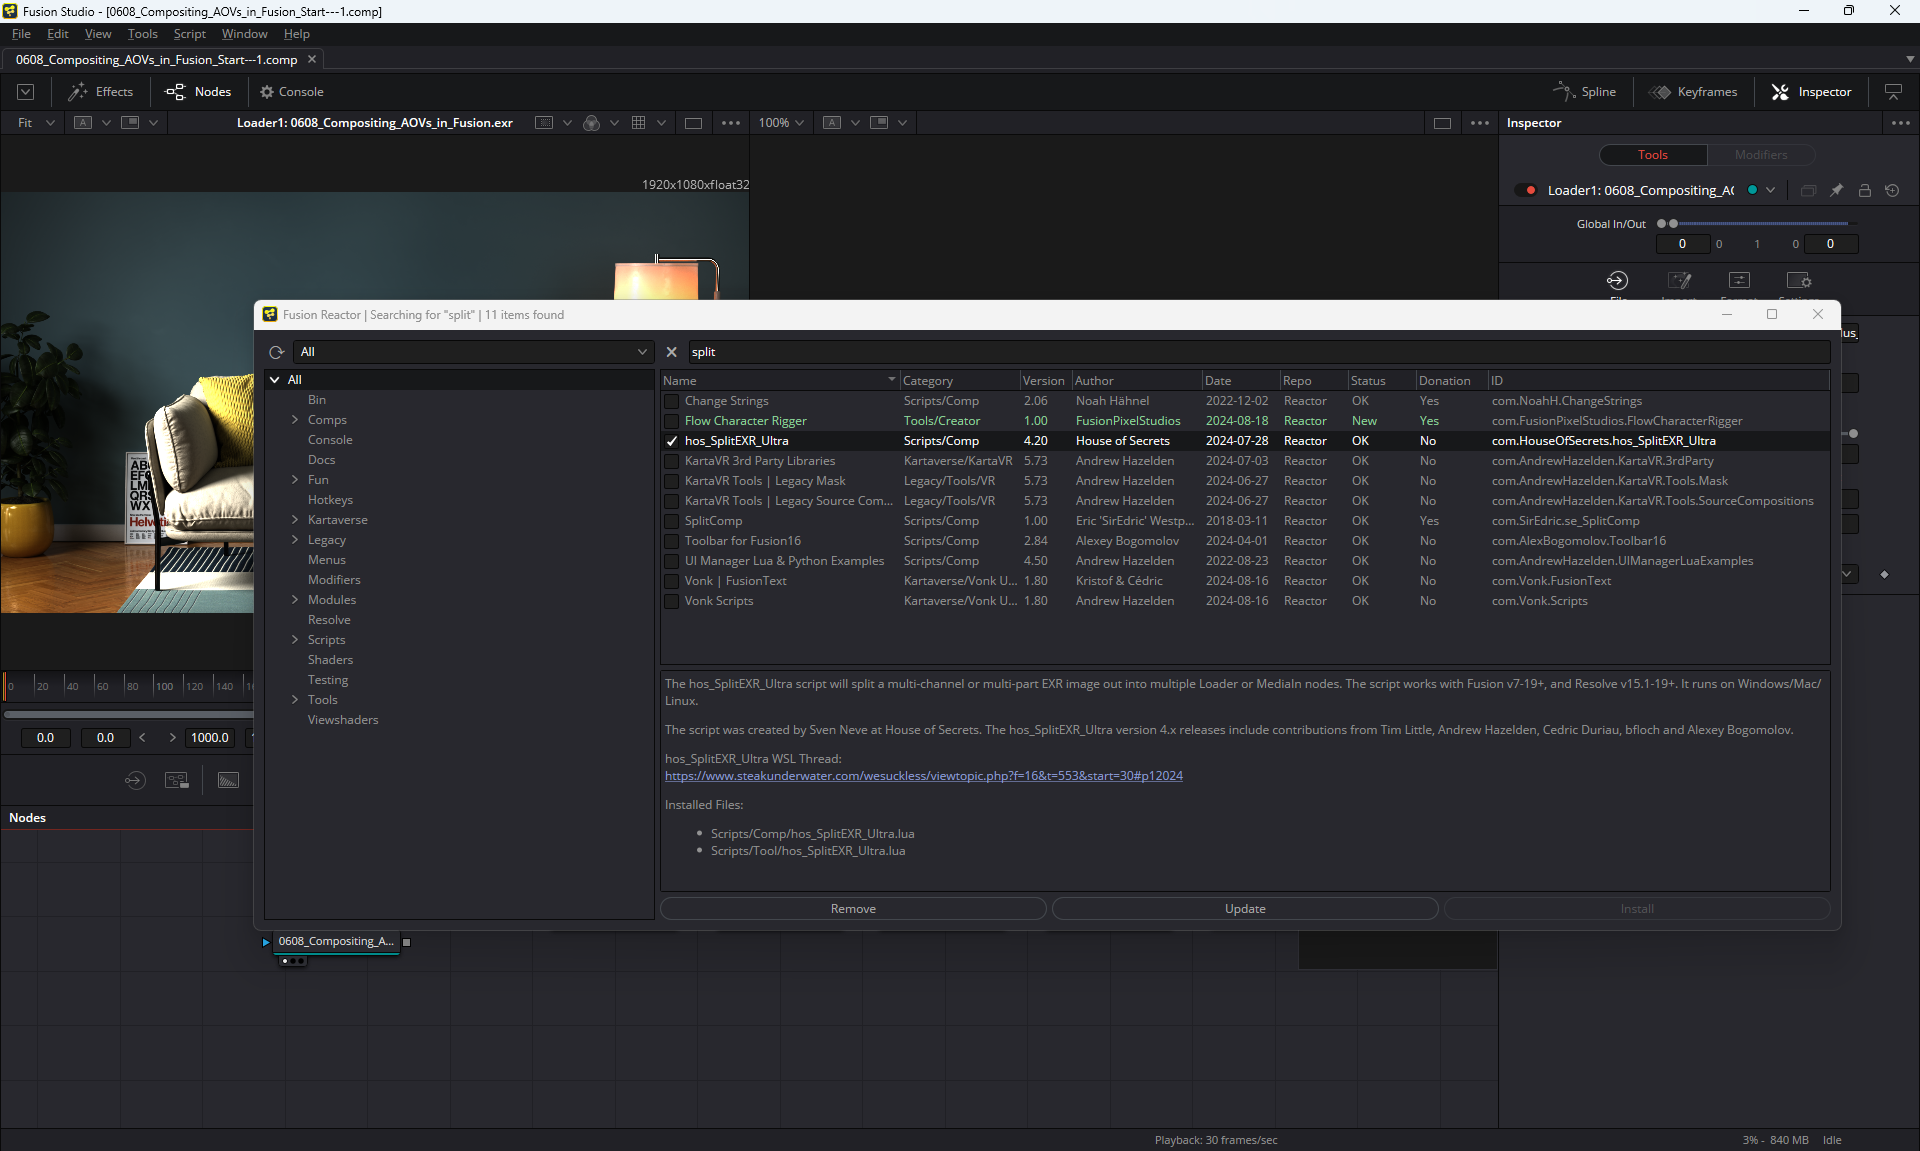 Fusion Studio - [0608_Compositing_AOVs_in_Fusion_Start---1.comp]
File Edit View Tools Script Window Help
0608_Compositing_AOVs_in_Fusion_Start---1.comp
Effects Nodes Console Spline Keyframes Inspector
Fit A Loader1: 0608_Compositing_AOVs_in_Fusion.exr 100% A Inspector
Tools Modifiers
1920x1080xfloat32
Loader1: 0608_Compositing_A
Global In/Out
0 0 1 0 0
Fusion Reactor | Searching for "split" | 11 items found
All split
Name Category Version Author Date Repo Status Donation ID
Change Strings Scripts/Comp 2.06 Noah Hähnel 2022-12-02 Reactor OK Yes com.NoahH.ChangeStrings
Flow Character Rigger Tools/Creator 1.00 FusionPixelStudios 2024-08-18 Reactor New Yes com.FusionPixelStudios.FlowCharacterRigger
hos_SplitEXR_Ultra Scripts/Comp 4.20 House of Secrets 2024-07-28 Reactor OK No com.HouseOfSecrets.hos_SplitEXR_Ultra
KartaVR 3rd Party Libraries Kartaverse/KartaVR 5.73 Andrew Hazelden 2024-07-03 Reactor OK No com.AndrewHazelden.KartaVR.3rdParty
KartaVR Tools | Legacy Mask Legacy/Tools/VR 5.73 Andrew Hazelden 2024-06-27 Reactor OK No com.AndrewHazelden.KartaVR.Tools.Mask
KartaVR Tools | Legacy Source Com... Legacy/Tools/VR 5.73 Andrew Hazelden 2024-06-27 Reactor OK No com.AndrewHazelden.KartaVR.Tools.SourceCompositions
SplitComp Scripts/Comp 1.00 Eric 'SirEdric' Westp... 2018-03-11 Reactor OK Yes com.SirEdric.se_SplitComp
Toolbar for Fusion16 Scripts/Comp 2.84 Alexey Bogomolov 2024-04-01 Reactor OK No com.AlexBogomolov.Toolbar16
UI Manager Lua & Python Examples Scripts/Comp 4.50 Andrew Hazelden 2022-08-23 Reactor OK No com.AndrewHazelden.UIManagerLuaExamples
Vonk | FusionText Kartaverse/Vonk U... 1.80 Kristof & Cédric 2024-08-16 Reactor OK No com.Vonk.FusionText
Vonk Scripts Kartaverse/Vonk U... 1.80 Andrew Hazelden 2024-08-16 Reactor OK No com.Vonk.Scripts
All
Bin
Comps
Console
Docs
Fun
Hotkeys
Kartaverse
Legacy
Menus
Modifiers
Modules
Resolve
Scripts
Shaders
Testing
Tools
Viewshaders
The hos_SplitEXR_Ultra script will split a multi-channel or multi-part EXR image out into multiple Loader or MediaIn nodes. The script works with Fusion v7-19+, and Resolve v15.1-19+. It runs on Windows/Mac/
Linux.
The script was created by Sven Neve at House of Secrets. The hos_SplitEXR_Ultra version 4.x releases include contributions from Tim Little, Andrew Hazelden, Cedric Duriau, bfloch and Alexey Bogomolov.
hos_SplitEXR_Ultra WSL Thread:
https://www.steakunderwater.com/wesuckless/viewtopic.php?f=16&t=553&start=30#p12024
Installed Files:
• Scripts/Comp/hos_SplitEXR_Ultra.lua
• Scripts/Tool/hos_SplitEXR_Ultra.lua
Remove Update Install
0 20 40 60 80 100 120 140
0.0 0.0 < > 1000.0
Nodes
0608_Compositing_A...
Playback: 30 frames/sec 3% - 840 MB Idle